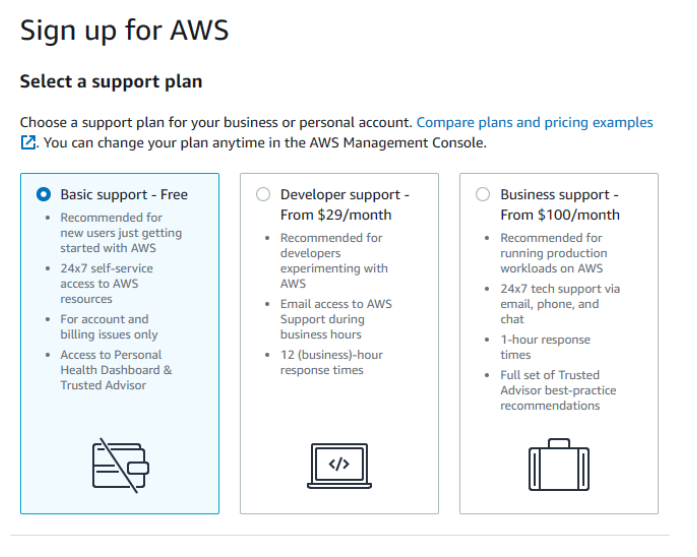 Sign up for AWS
Select a support plan
Choose a support plan for your business or personal account. Compare plans and pricing examples
. You can change your plan anytime in the AWS Management Console.
Basic support - Free
• Recommended for
new users just getting
started with AWS
• 24x7 self-service
access to AWS
resources
• For account and
billing issues only
• Access to Personal
Health Dashboard &
Trusted Advisor
Developer support -
From $29/month
• Recommended for
developers
experimenting with
AWS
• Email access to AWS
Support during
business hours
• 12 (business)-hour
response times
</>
Business support -
From $100/month
• Recommended for
running production
workloads on AWS
• 24x7 tech support via
email, phone, and
chat
• 1-hour response
times
• Full set of Trusted
Advisor best-practice
recommendations